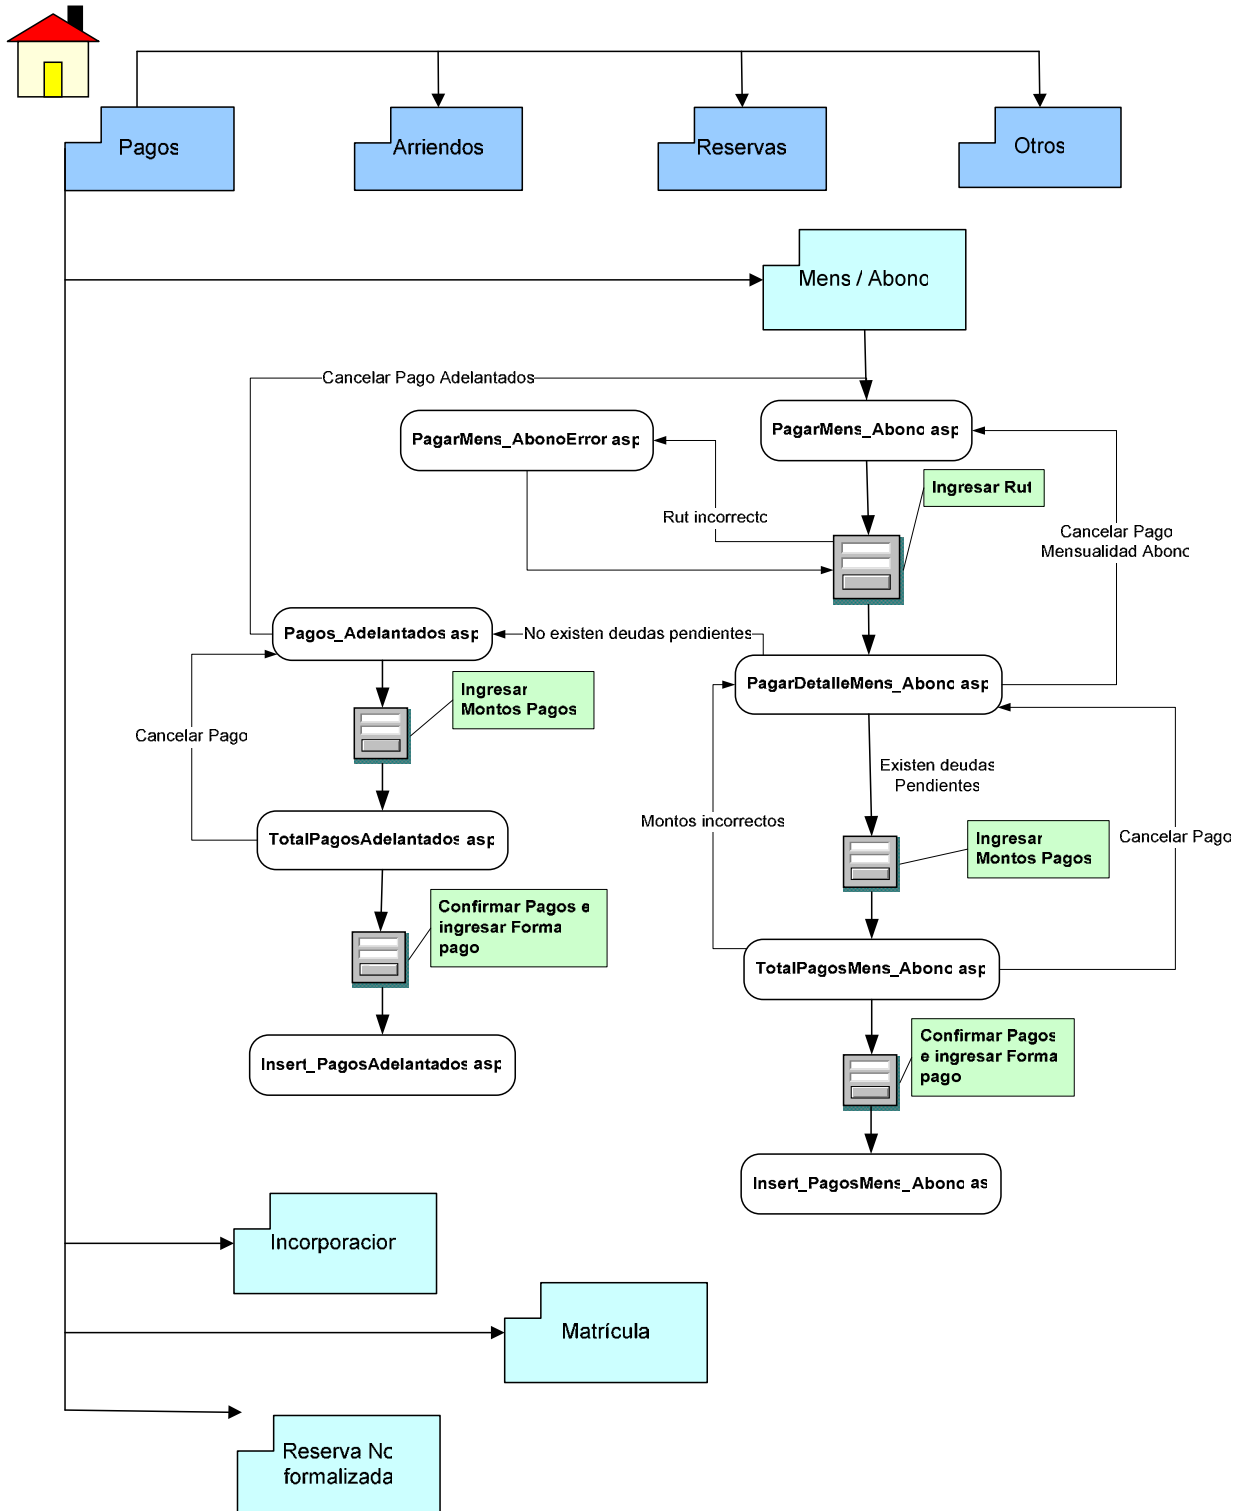 Pagos
Arriendos
Reservas
Otros
Mens / Abono
Cancelar Pago Adelantados
PagarMens_AbonoError asp
PagarMens_Abono asp
Ingresar Rut
Rut incorrecto
Cancelar Pago
Mensualidad Abono
Pagos_Adelantados asp
No existen deudas pendientes
PagarDetalleMens_Abono asp
Ingresar
Montos Pagos
Cancelar Pago
Existen deudas
Pendientes
Montos incorrectos
TotalPagosAdelantados asp
Ingresar
Montos Pagos
Cancelar Pago
Confirmar Pagos e
ingresar Forma
pago
TotalPagosMens_Abono asp
Insert_PagosAdelantados asp
Confirmar Pagos
e ingresar Forma
pago
Insert_PagosMens_Abono as
Incorporacion
Matrícula
Reserva No
formalizada